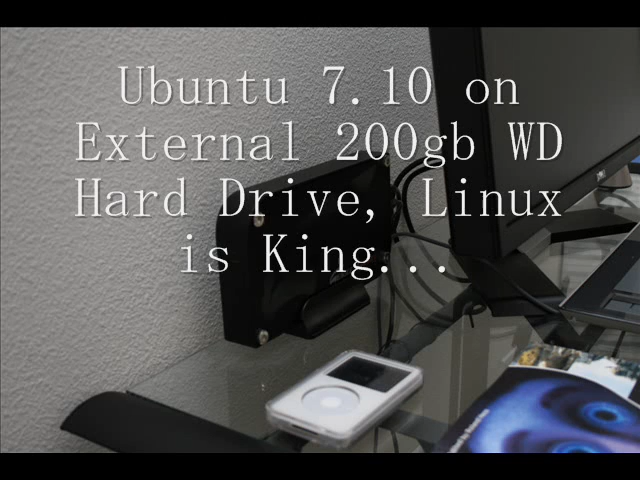 Ubuntu 7.10 on
External 200gb WD
Hard Drive, Linux
is King...